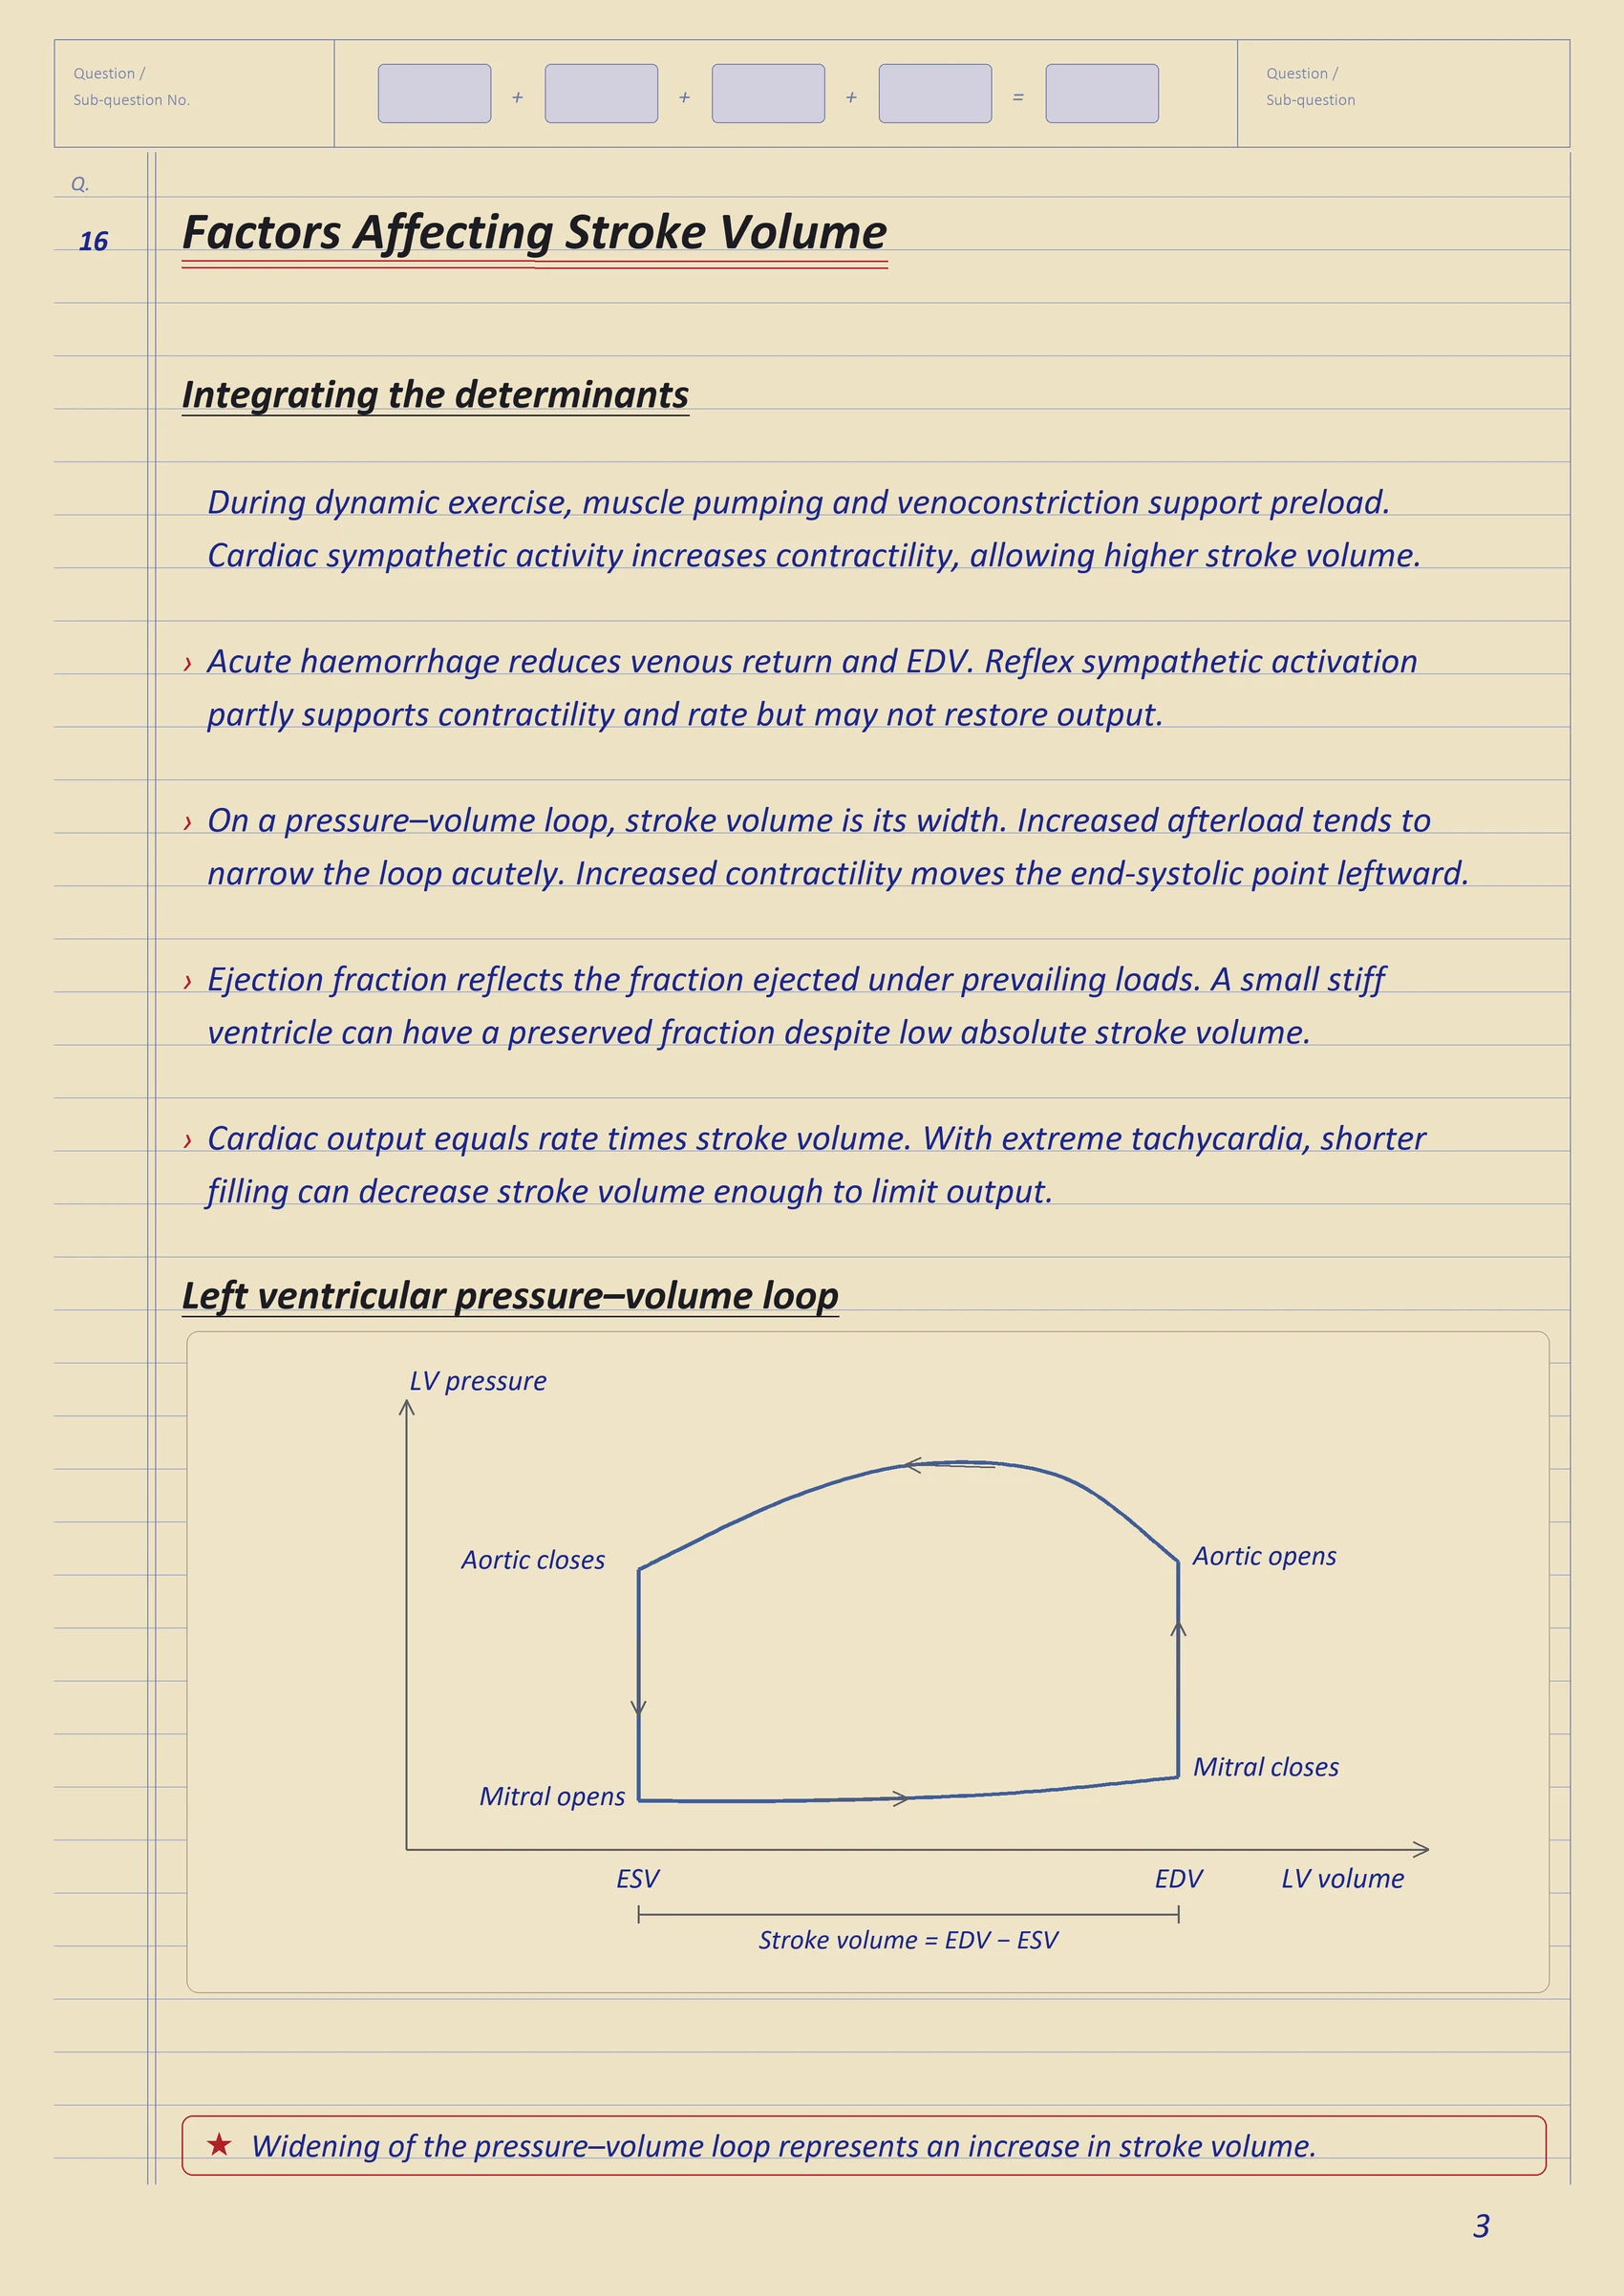 Question /
Sub-question No.
+ + + =
Question /
Sub-question
Q.
16
Factors Affecting Stroke Volume
Integrating the determinants
During dynamic exercise, muscle pumping and venoconstriction support preload.
Cardiac sympathetic activity increases contractility, allowing higher stroke volume.
› Acute haemorrhage reduces venous return and EDV. Reflex sympathetic activation
partly supports contractility and rate but may not restore output.
› On a pressure–volume loop, stroke volume is its width. Increased afterload tends to
narrow the loop acutely. Increased contractility moves the end-systolic point leftward.
› Ejection fraction reflects the fraction ejected under prevailing loads. A small stiff
ventricle can have a preserved fraction despite low absolute stroke volume.
› Cardiac output equals rate times stroke volume. With extreme tachycardia, shorter
filling can decrease stroke volume enough to limit output.
Left ventricular pressure–volume loop
LV pressure
Aortic closes
Aortic opens
Mitral closes
Mitral opens
ESV
EDV
LV volume
Stroke volume = EDV − ESV
★ Widening of the pressure–volume loop represents an increase in stroke volume.
3